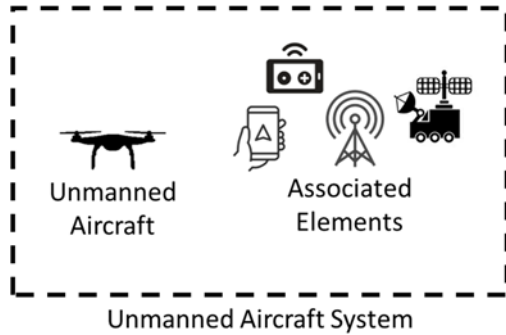 Unmanned
Aircraft
Associated
Elements
Unmanned Aircraft System